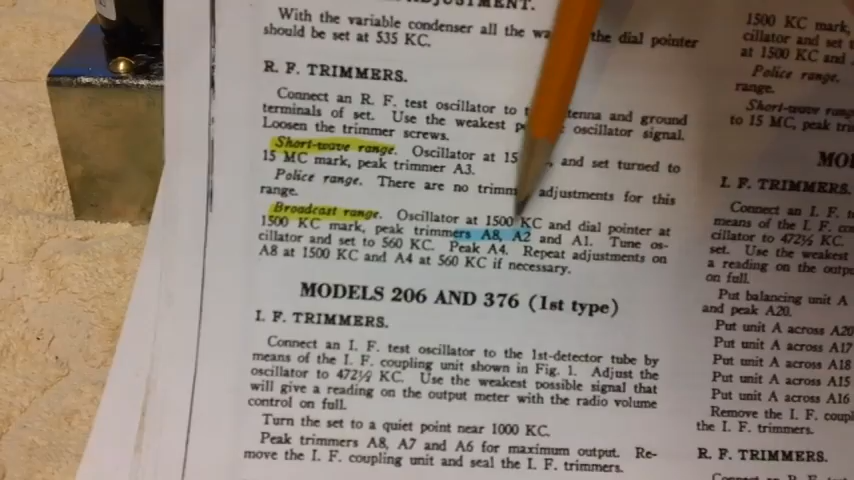 With the variable condenser all the the dial pointer
should be set at 535 KC.
R. F. TRIMMERS.
Connect an R. F. test oscillator to and ground
terminals of set. Use the weakest oscillator signal.
Loosen the trimmer screws.
Short-wave range. Oscillator at 15 and set turned to
15 MC mark, peak trimmer A3.
Police range. There are no adjustments for this
range.
Broadcast range. Oscillator at 1500 KC and dial pointer at
1500 KC mark, peak trimmers A8, A2 and A1. Tune os-
cillator and set to 560 KC. Peak A4. Repeat adjustments on
A8 at 1500 KC and A4 at 560 KC if necessary.
MODELS 206 AND 376 (1st type)
I. F. TRIMMERS.
Connect an I. F. test oscillator to the 1st-detector tube by
means of the I. F. coupling unit shown in Fig. 1. Adjust the
oscillator to 472½ KC. Use the weakest possible signal that
will give a reading on the output meter with the radio volume
control on full.
Turn the set to a quiet point near 1000 KC.
Peak trimmers A8, A7 and A6 for maximum output. Re-
move the I. F. coupling unit and seal the I. F. trimmers.
1500 KC mark,
cillator and set
at 1500 KC and
Police range.
range.
Short-wave
to 15 MC, peak
I. F. TRIMMERS.
Connect an I. F.
means of the I. F.
cillator to 472½
set. Use the weakest
a reading on the
on full.
Put balancing unit A
and peak A20.
Put unit A across A20
Put unit A across A17
Put unit A across A18
Put unit A across A15
Put unit A across A16
Remove the I. F.
the I. F. trimmers.
R. F. TRIMMERS.